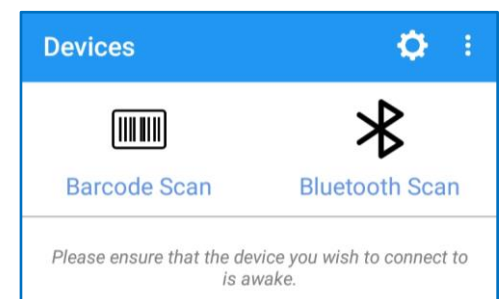 Devices
Barcode Scan
Bluetooth Scan
Please ensure that the device you wish to connect to
is awake.